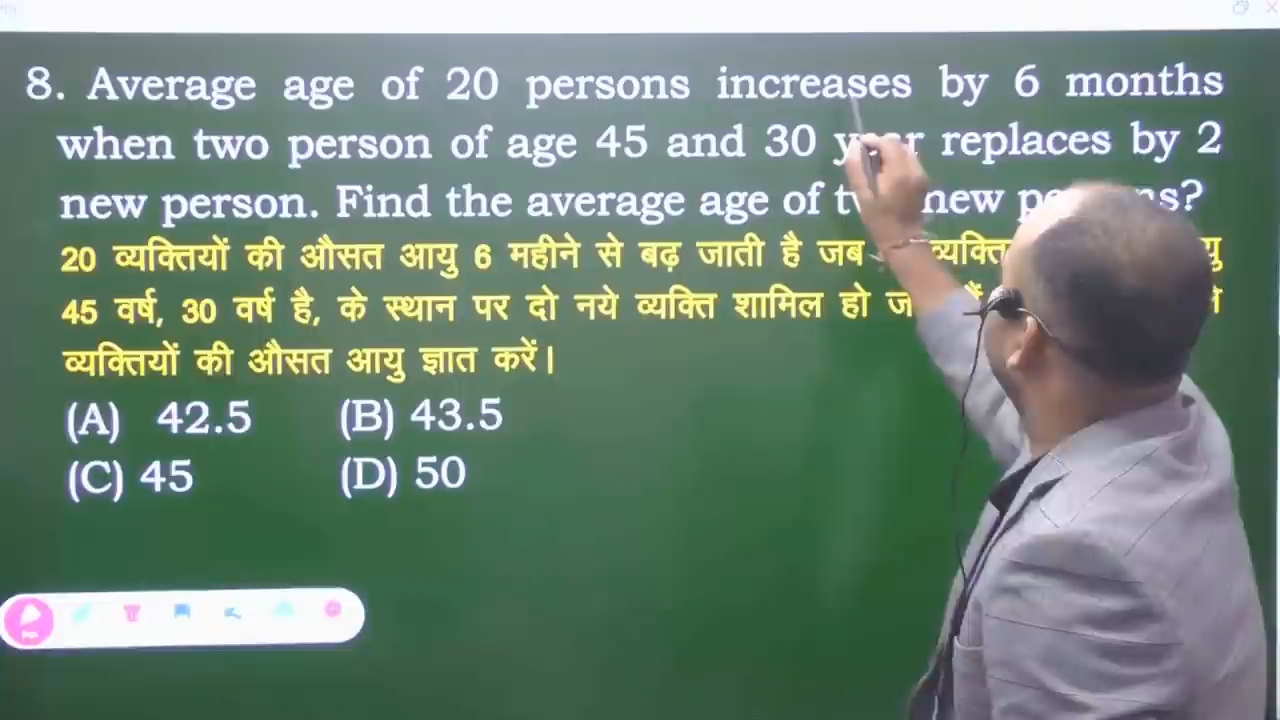 8. Average age of 20 persons increases by 6 months
when two person of age 45 and 30 year replaces by 2
new person. Find the average age of new
20 व्यक्तियों की औसत आयु 6 महीने से बढ़ जाती है जब
45 वर्ष, 30 वर्ष है, के स्थान पर दो नये व्यक्ति शामिल हो
व्यक्तियों की औसत आयु ज्ञात करें।
(A) 42.5 (B) 43.5
(C) 45 (D) 50